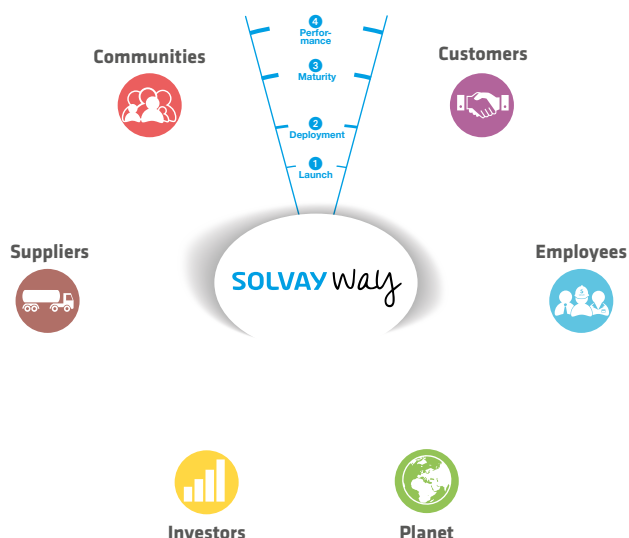 4
Perfor-
mance
Communities
Customers
3
Maturity
2
Deployment
1
Launch
Suppliers
Employees
SOLVAY way
Investors
Planet